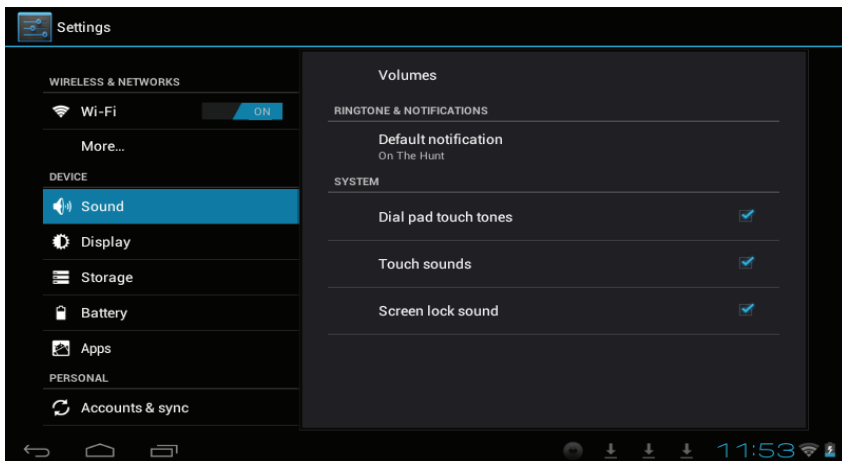 Settings
WIRELESS & NETWORKS
Wi-Fi ON
More...
DEVICE
Sound
Display
Storage
Battery
Apps
PERSONAL
Accounts & sync
Volumes
RINGTONE & NOTIFICATIONS
Default notification
On The Hunt
SYSTEM
Dial pad touch tones
Touch sounds
Screen lock sound
11:53